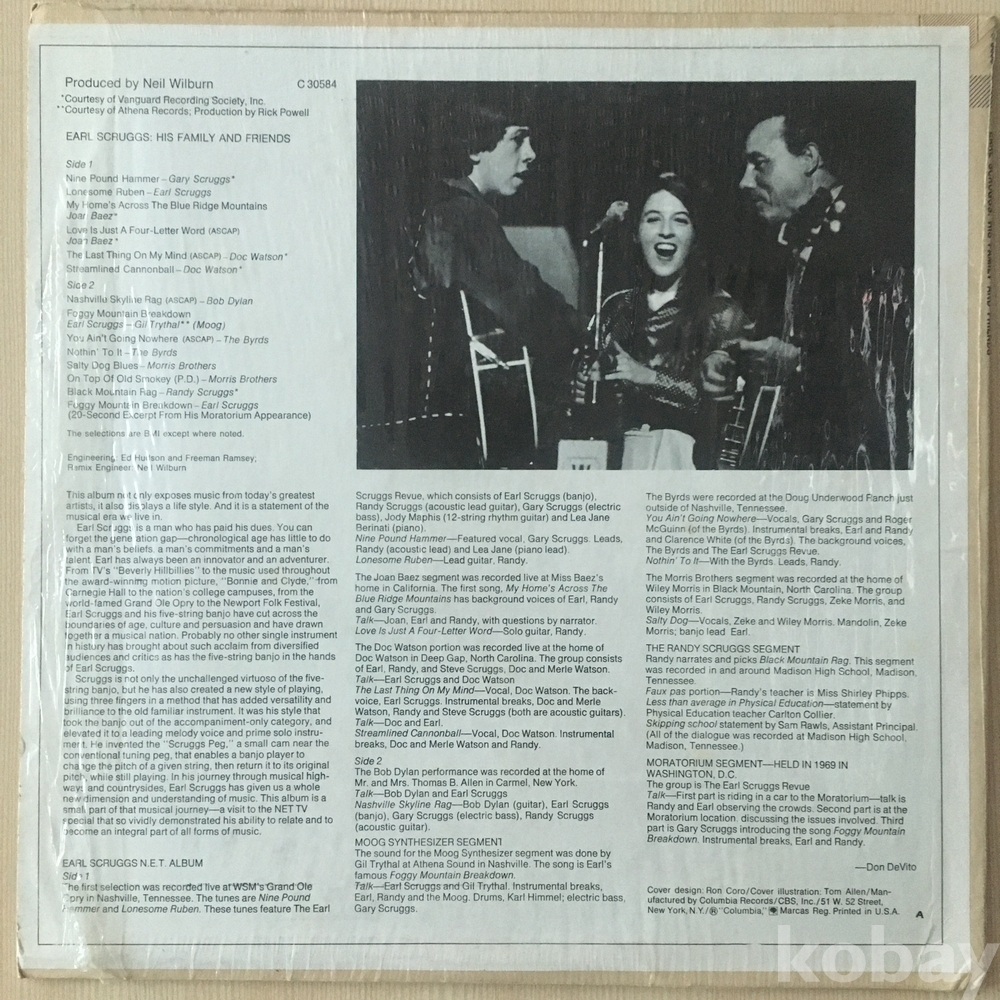 Produced by Neil Wilburn C 30584
*Courtesy of Vanguard Recording Society, Inc.
**Courtesy of Athena Records; Production by Rick Powell
EARL SCRUGGS: HIS FAMILY AND FRIENDS
Side 1
Nine Pound Hammer – Gary Scruggs*
Lonesome Ruben – Earl Scruggs
My Home's Across The Blue Ridge Mountains
Joan Baez*
Love Is Just A Four-Letter Word (ASCAP)
Joan Baez*
The Last Thing On My Mind (ASCAP) – Doc Watson*
Streamlined Cannonball – Doc Watson*
Side 2
Nashville Skyline Rag (ASCAP) – Bob Dylan
Foggy Mountain Breakdown
Earl Scruggs – Gil Trythal** (Moog)
You Ain't Going Nowhere (ASCAP) – The Byrds
Nothin' To It – The Byrds
Salty Dog Blues – Morris Brothers
On Top Of Old Smokey (P.D.) – Morris Brothers
Black Mountain Rag – Randy Scruggs*
Foggy Mountain Breakdown – Earl Scruggs
(20-Second Excerpt From His Moratorium Appearance)
The selections are BMI except where noted.
Engineering: Ed Hudson and Freeman Ramsey;
Remix Engineer: Neil Wilburn
This album not only exposes music from today's greatest
artists, it also displays a life style. And it is a statement of the
musical era we live in.
Earl Scruggs is a man who has paid his dues. You can
forget the generation gap—chronological age has little to do
with a man's beliefs, a man's commitments and a man's
talent. Earl has always been an innovator and an adventurer.
From TV's "Beverly Hillbillies" to the music used throughout
the award-winning motion picture, "Bonnie and Clyde," from
Carnegie Hall to the nation's college campuses, from the
world-famed Grand Ole Opry to the Newport Folk Festival,
Earl Scruggs and his five-string banjo have cut across the
boundaries of age, culture and persuasion and have drawn
together a musical nation. Probably no other single instrument
in history has brought about such acclaim from diversified
audiences and critics as has the five-string banjo in the hands
of Earl Scruggs.
Scruggs is not only the unchallenged virtuoso of the five-
string banjo, but he has also created a new style of playing,
using three fingers in a method that has added versatility and
brilliance to the old familiar instrument. It was his style that
took the banjo out of the accompaniment-only category, and
elevated it to a leading melody voice and prime solo instru-
ment. He invented the "Scruggs Peg," a small cam near the
conventional tuning peg, that enables a banjo player to
change the pitch of a given string, then return it to its original
pitch, while still playing. In his journey through musical high-
ways and countrysides, Earl Scruggs has given us a whole
new dimension and understanding of music. This album is a
small part of that musical journey—a visit to the NET TV
special that so vividly demonstrated his ability to relate and to
become an integral part of all forms of music.
EARL SCRUGGS N.E.T. ALBUM
Side 1
The first selection was recorded live at WSM's Grand Ole
Opry in Nashville, Tennessee. The tunes are Nine Pound
Hammer and Lonesome Ruben. These tunes feature The Earl
Scruggs Revue, which consists of Earl Scruggs (banjo),
Randy Scruggs (acoustic lead guitar), Gary Scruggs (electric
bass), Jody Maphis (12-string rhythm guitar) and Lea Jane
Berinati (piano).
Nine Pound Hammer—Featured vocal, Gary Scruggs. Leads,
Randy (acoustic lead) and Lea Jane (piano lead).
Lonesome Ruben—Lead guitar, Randy.
The Joan Baez segment was recorded live at Miss Baez's
home in California. The first song, My Home's Across The
Blue Ridge Mountains has background voices of Earl, Randy
and Gary Scruggs.
Talk—Joan, Earl and Randy, with questions by narrator.
Love Is Just A Four-Letter Word—Solo guitar, Randy.
The Doc Watson portion was recorded live at the home of
Doc Watson in Deep Gap, North Carolina. The group consists
of Earl, Randy, and Steve Scruggs, Doc and Merle Watson.
Talk—Earl Scruggs and Doc Watson
The Last Thing On My Mind—Vocal, Doc Watson. The back-
voice, Earl Scruggs. Instrumental breaks, Doc and Merle
Watson, Randy and Steve Scruggs (both are acoustic guitars).
Talk—Doc and Earl.
Streamlined Cannonball—Vocal, Doc Watson. Instrumental
breaks, Doc and Merle Watson and Randy.
Side 2
The Bob Dylan performance was recorded at the home of
Mr. and Mrs. Thomas B. Allen in Carmel, New York.
Talk—Bob Dylan and Earl Scruggs
Nashville Skyline Rag—Bob Dylan (guitar), Earl Scruggs
(banjo), Gary Scruggs (electric bass), Randy Scruggs
(acoustic guitar).
MOOG SYNTHESIZER SEGMENT
The sound for the Moog Synthesizer segment was done by
Gil Trythal at Athena Sound in Nashville. The song is Earl's
famous Foggy Mountain Breakdown.
Talk—Earl Scruggs and Gil Trythal. Instrumental breaks,
Earl, Randy and the Moog. Drums, Karl Himmel; electric bass,
Gary Scruggs.
The Byrds were recorded at the Doug Underwood Ranch just
outside of Nashville, Tennessee.
You Ain't Going Nowhere—Vocals, Gary Scruggs and Roger
McGuinn (of the Byrds). Instrumental breaks, Earl and Randy
and Clarence White (of the Byrds). The background voices,
The Byrds and The Earl Scruggs Revue.
Nothin' To It—With the Byrds. Leads, Randy.
The Morris Brothers segment was recorded at the home of
Wiley Morris in Black Mountain, North Carolina. The group
consists of Earl Scruggs, Randy Scruggs, Zeke Morris, and
Wiley Morris.
Salty Dog—Vocals, Zeke and Wiley Morris. Mandolin, Zeke
Morris; banjo lead Earl.
THE RANDY SCRUGGS SEGMENT
Randy narrates and picks Black Mountain Rag. This segment
was recorded in and around Madison High School, Madison,
Tennessee.
Faux pas portion—Randy's teacher is Miss Shirley Phipps.
Less than average in Physical Education—statement by
Physical Education teacher Carlton Collier.
Skipping school statement by Sam Rawls, Assistant Principal.
(All of the dialogue was recorded at Madison High School,
Madison, Tennessee.)
MORATORIUM SEGMENT—HELD IN 1969 IN
WASHINGTON, D.C.
The group is The Earl Scruggs Revue
Talk—First part is riding in a car to the Moratorium—talk is
Randy and Earl observing the crowds. Second part is at the
Moratorium location, discussing the issues involved. Third
part is Gary Scruggs introducing the song Foggy Mountain
Breakdown. Instrumental breaks, Earl and Randy.
—Don DeVito
Cover design: Ron Coro/Cover illustration: Tom Allen/Man-
ufactured by Columbia Records/CBS, Inc./51 W. 52 Street,
New York, N.Y./® "Columbia," Marcas Reg. Printed in U.S.A. A
kobay